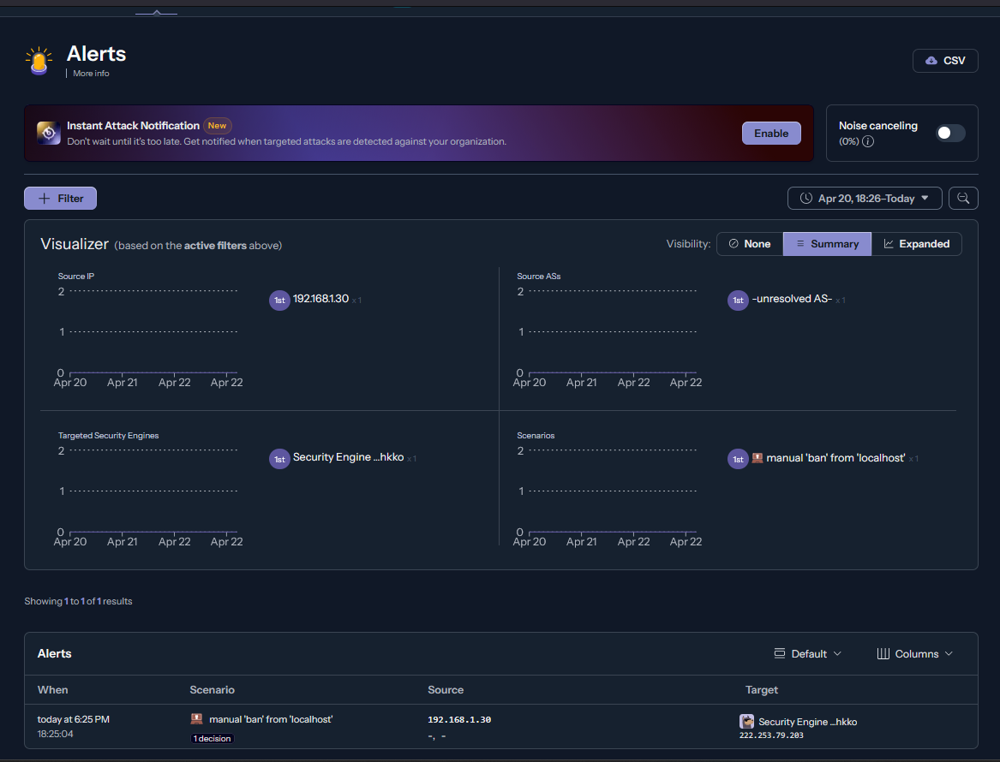 Alerts
More info
CSV
Instant Attack Notification New
Don't wait until it's too late. Get notified when targeted attacks are detected against your organization.
Enable
Noise canceling
(0%)
Filter
Apr 20, 18:26–Today
Visualizer (based on the active filters above)
Visibility: None Summary Expanded
Source IP
2
1
0
Apr 20 Apr 21 Apr 22 Apr 22
1st 192.168.1.30 x 1
Source ASs
2
1
0
Apr 20 Apr 21 Apr 22 Apr 22
1st -unresolved AS- x 1
Targeted Security Engines
2
1
0
Apr 20 Apr 21 Apr 22 Apr 22
1st Security Engine ...hkko x 1
Scenarios
2
1
0
Apr 20 Apr 21 Apr 22 Apr 22
1st manual 'ban' from 'localhost' x 1
Showing 1 to 1 of 1 results
Alerts
Default Columns
When Scenario Source Target
today at 6:25 PM manual 'ban' from 'localhost' 192.168.1.30 Security Engine ...hkko
18:25:04 1 decision -, - 222.253.79.203